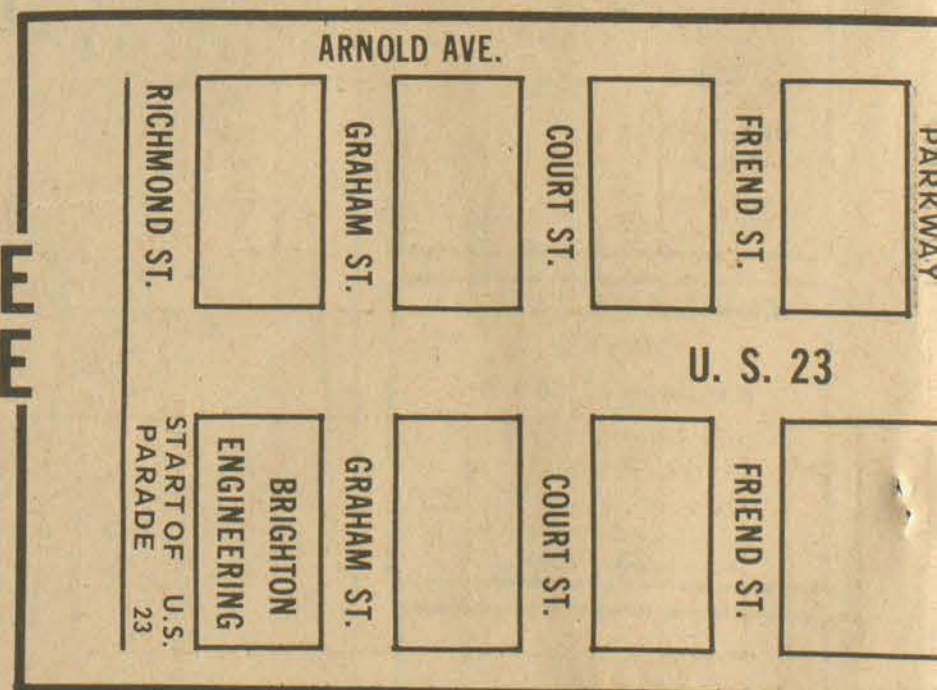 ARNOLD AVE.
RICHMOND ST.
GRAHAM ST.
COURT ST.
FRIEND ST.
PARKWAY
U. S. 23
START OF U.S.
PARADE 23
BRIGHTON
ENGINEERING
GRAHAM ST.
COURT ST.
FRIEND ST.
E
E